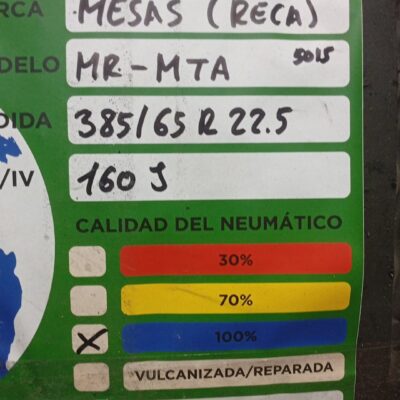 RCA MESAS (RECA)
DELO MR-MTA 5015
DIDA 385/65 R 22.5
/IV 160 J
CALIDAD DEL NEUMÁTICO
30%
70%
X 100%
VULCANIZADA/REPARADA